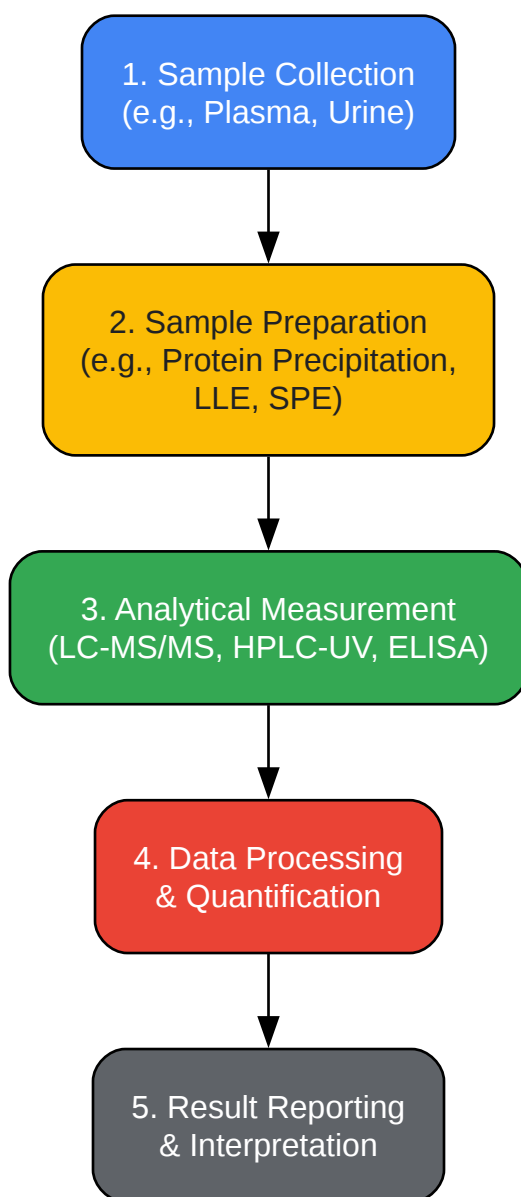 1. Sample Collection
(e.g., Plasma, Urine)
2. Sample Preparation
(e.g., Protein Precipitation,
LLE, SPE)
3. Analytical Measurement
(LC-MS/MS, HPLC-UV, ELISA)
4. Data Processing
& Quantification
5. Result Reporting
& Interpretation